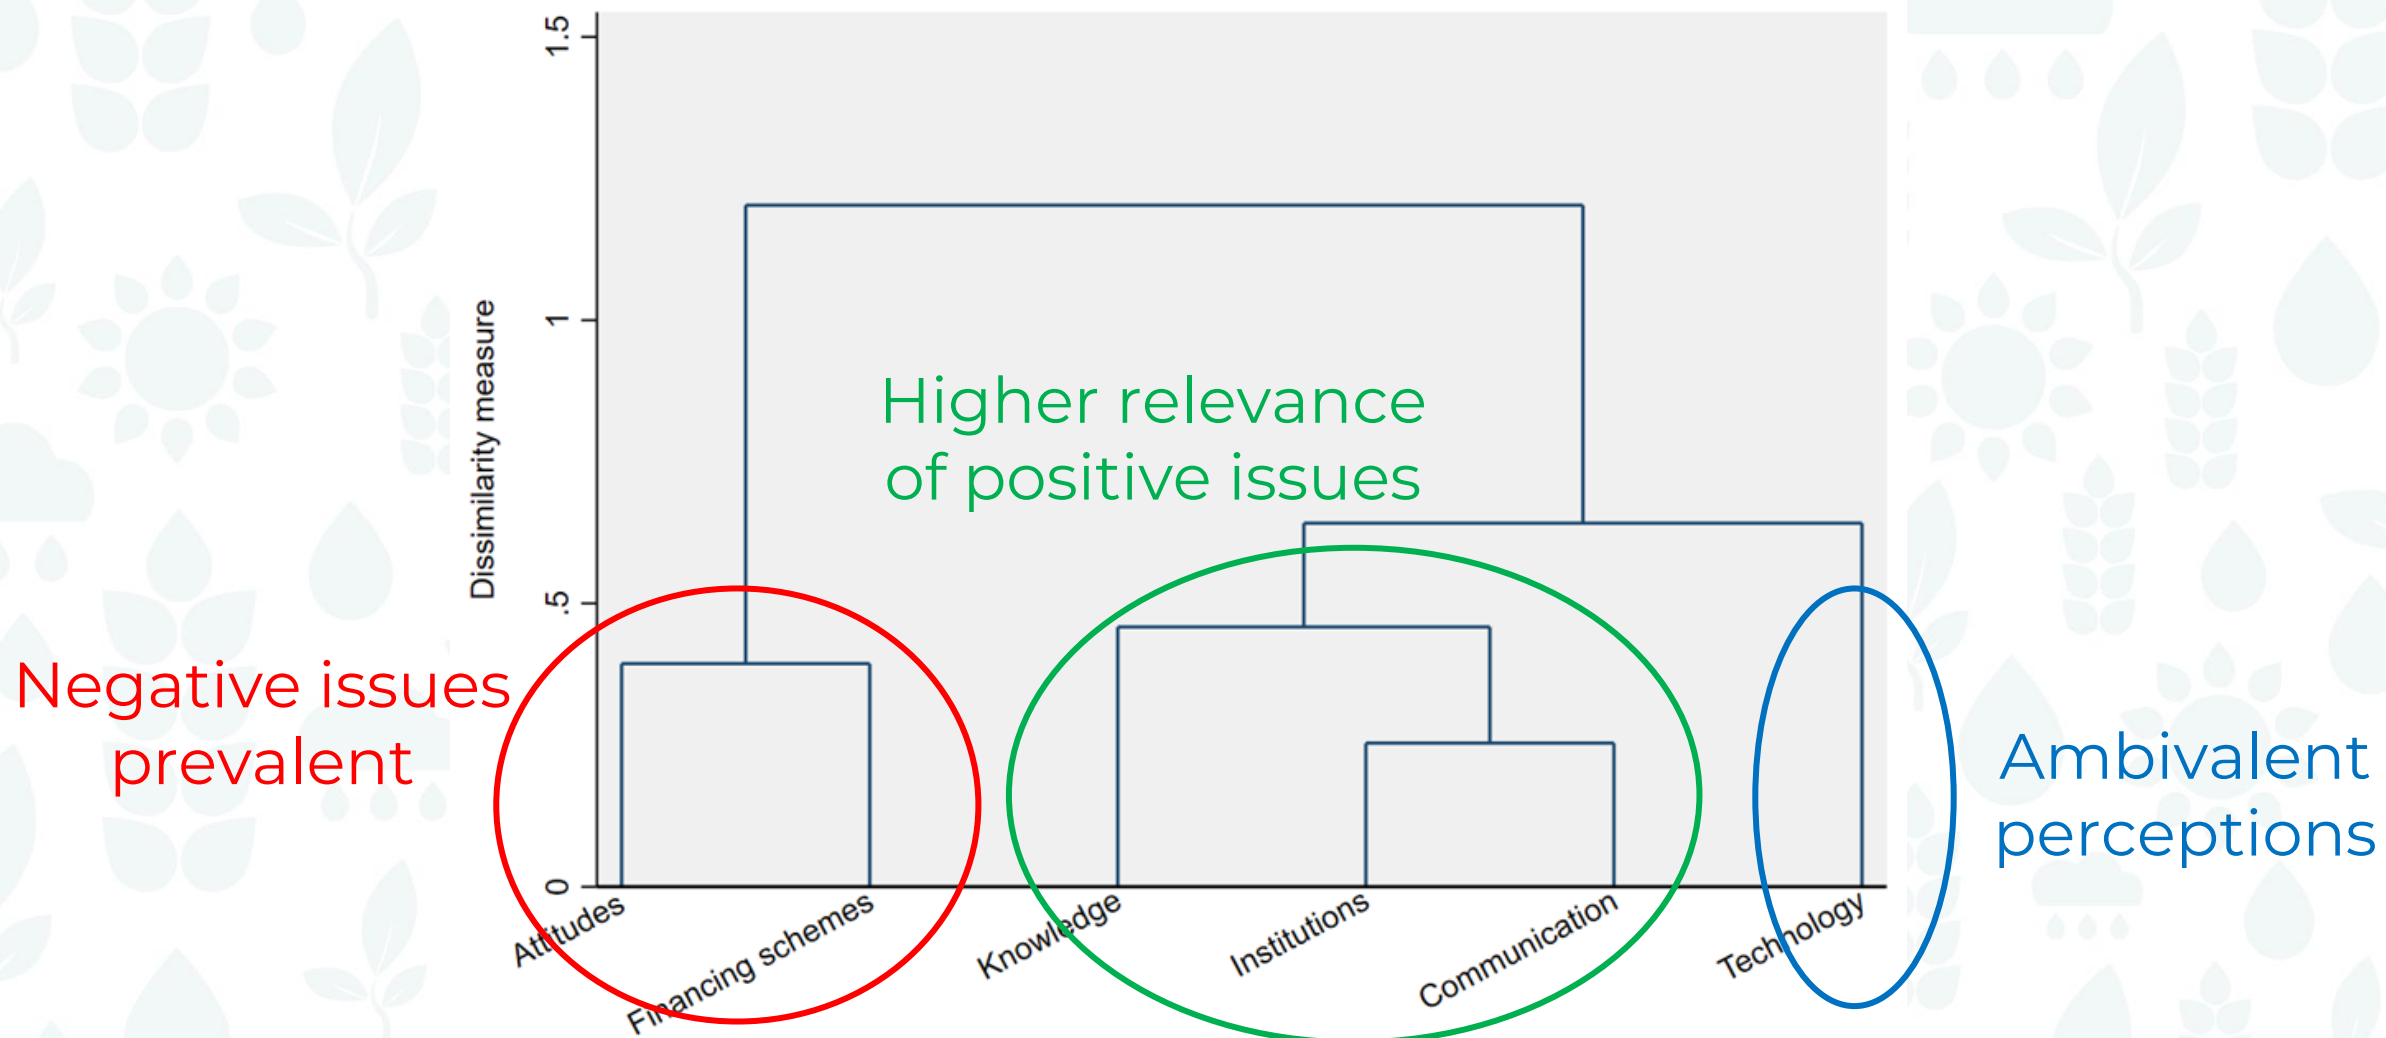 1.5
1
.5
0
Dissimilarity measure
Higher relevance
of positive issues
Negative issues
prevalent
Ambivalent
perceptions
Attitudes
Financing schemes
Knowledge
Institutions
Communication
Technology